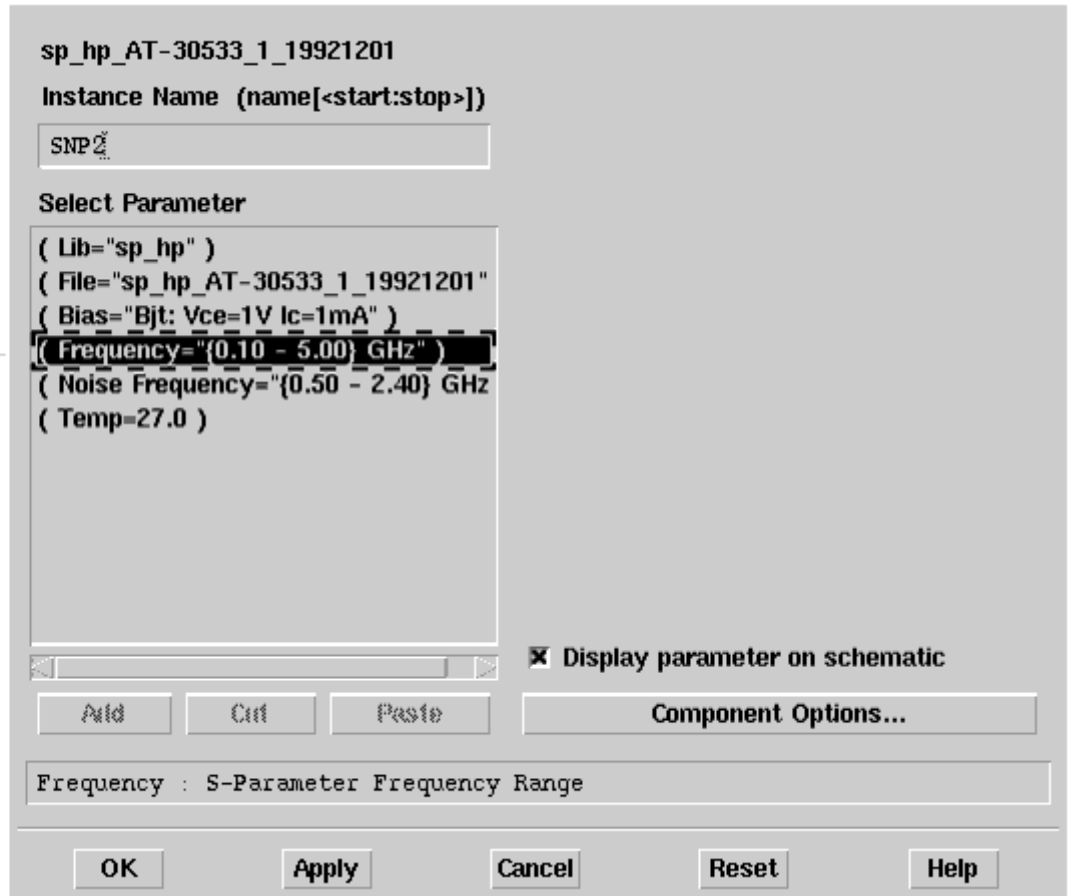 sp_hp_AT-30533_1_19921201
Instance Name (name[<start:stop>])
SNP2
Select Parameter
( Lib="sp_hp" )
( File="sp_hp_AT-30533_1_19921201"
( Bias="Bjt: Vce=1V Ic=1mA" )
( Frequency="{0.10 - 5.00} GHz" )
( Noise Frequency="{0.50 - 2.40} GHz
( Temp=27.0 )
Display parameter on schematic
Add Cut Paste Component Options...
Frequency : S-Parameter Frequency Range
OK Apply Cancel Reset Help